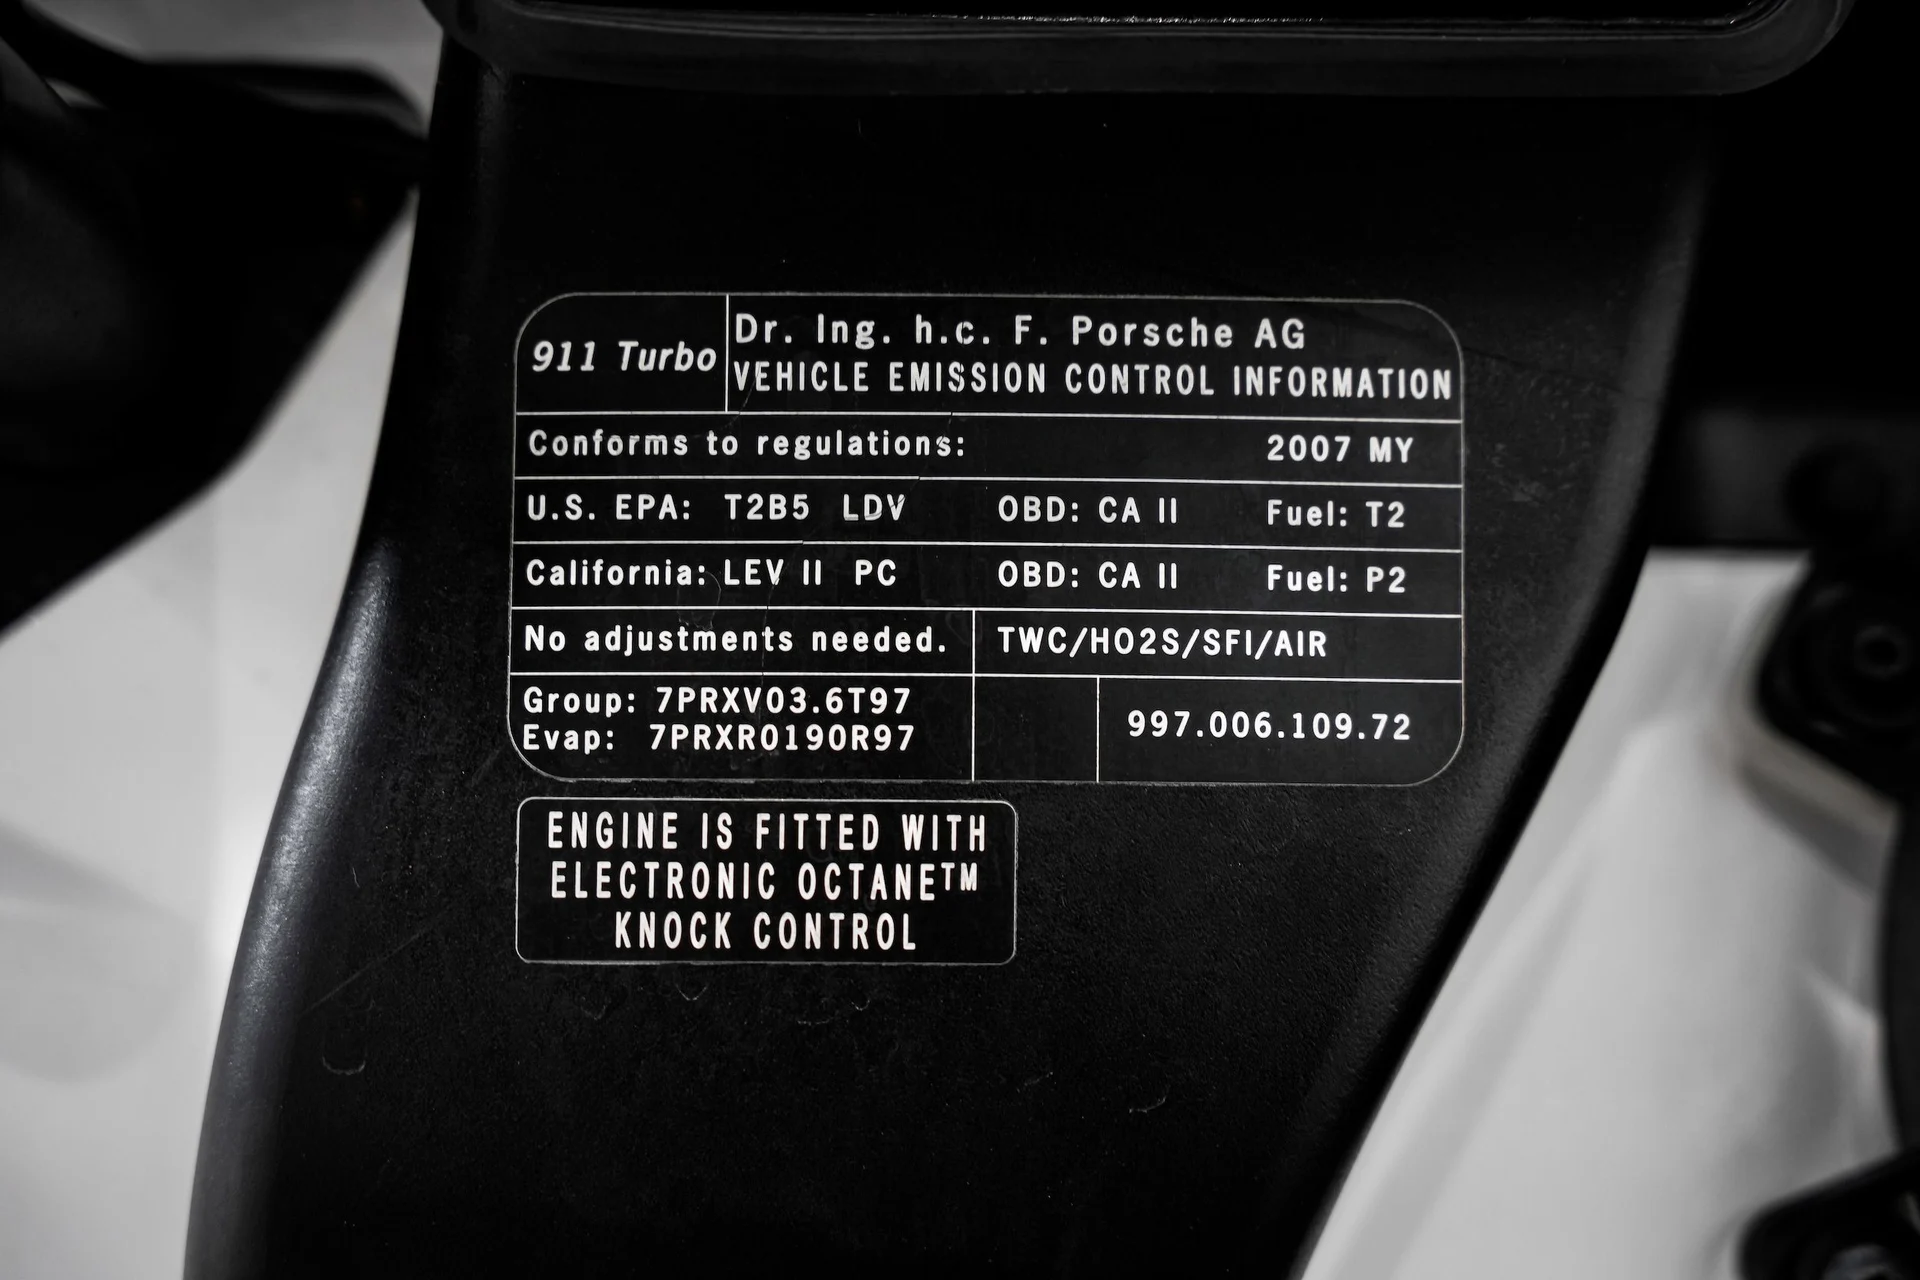 911 Turbo
Dr. Ing. h.c. F. Porsche AG
VEHICLE EMISSION CONTROL INFORMATION
Conforms to regulations: 2007 MY
U.S. EPA: T2B5 LDV OBD: CA II Fuel: T2
California: LEV II PC OBD: CA II Fuel: P2
No adjustments needed. TWC/HO2S/SFI/AIR
Group: 7PRXV03.6T97
Evap: 7PRXR0190R97
997.006.109.72
ENGINE IS FITTED WITH
ELECTRONIC OCTANE™
KNOCK CONTROL